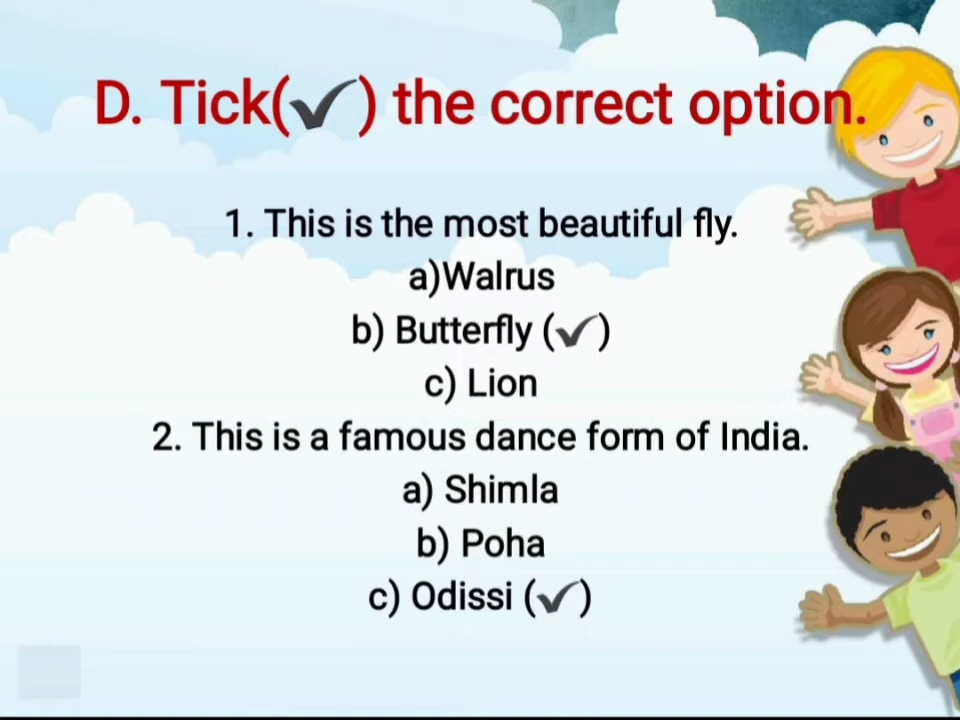 D. Tick(✔) the correct option.
1. This is the most beautiful fly.
a)Walrus
b) Butterfly (✔)
c) Lion
2. This is a famous dance form of India.
a) Shimla
b) Poha
c) Odissi (✔)